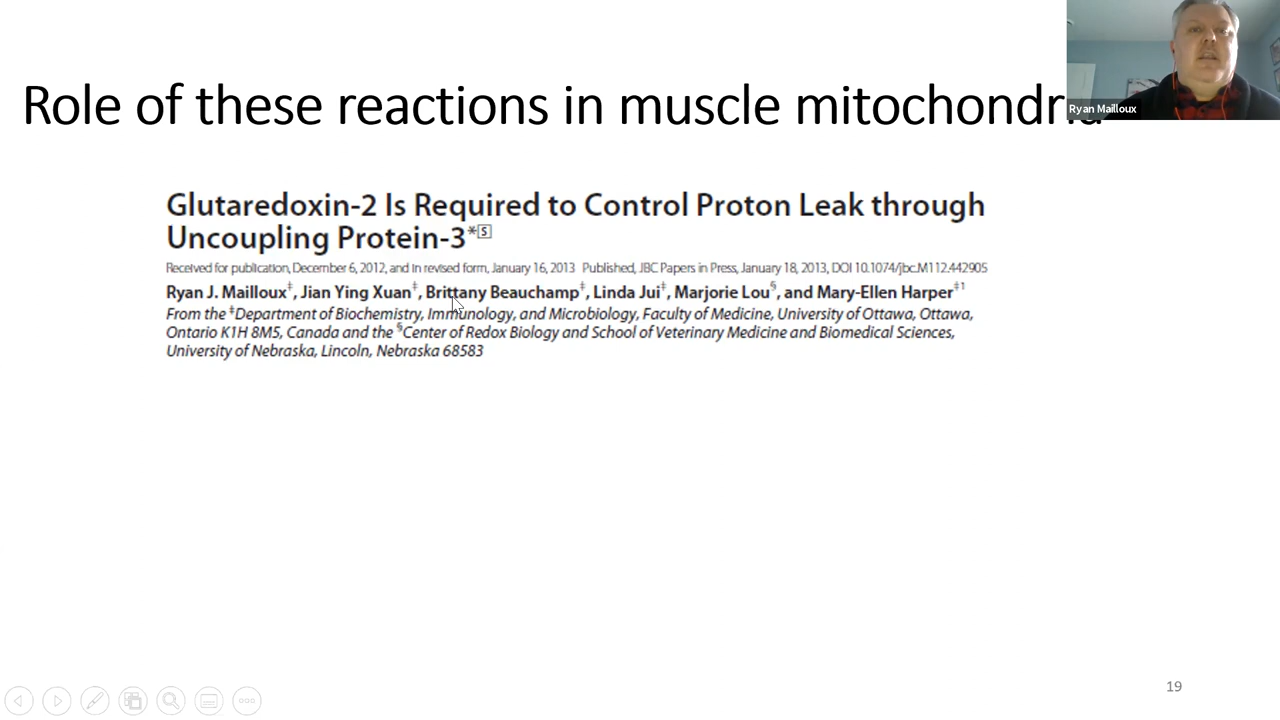 Role of these reactions in muscle mitochondria
Ryan Mailloux
Glutaredoxin-2 Is Required to Control Proton Leak through
Uncoupling Protein-3*[S]
Received for publication, December 6, 2012, and in revised form, January 16, 2013 Published, JBC Papers in Press, January 18, 2013, DOI 10.1074/jbc.M112.442905
Ryan J. Mailloux‡, Jian Ying Xuan‡, Brittany Beauchamp‡, Linda Jui‡, Marjorie Lou§, and Mary-Ellen Harper‡1
From the ‡Department of Biochemistry, Immunology, and Microbiology, Faculty of Medicine, University of Ottawa, Ottawa,
Ontario K1H 8M5, Canada and the §Center of Redox Biology and School of Veterinary Medicine and Biomedical Sciences,
University of Nebraska, Lincoln, Nebraska 68583
19